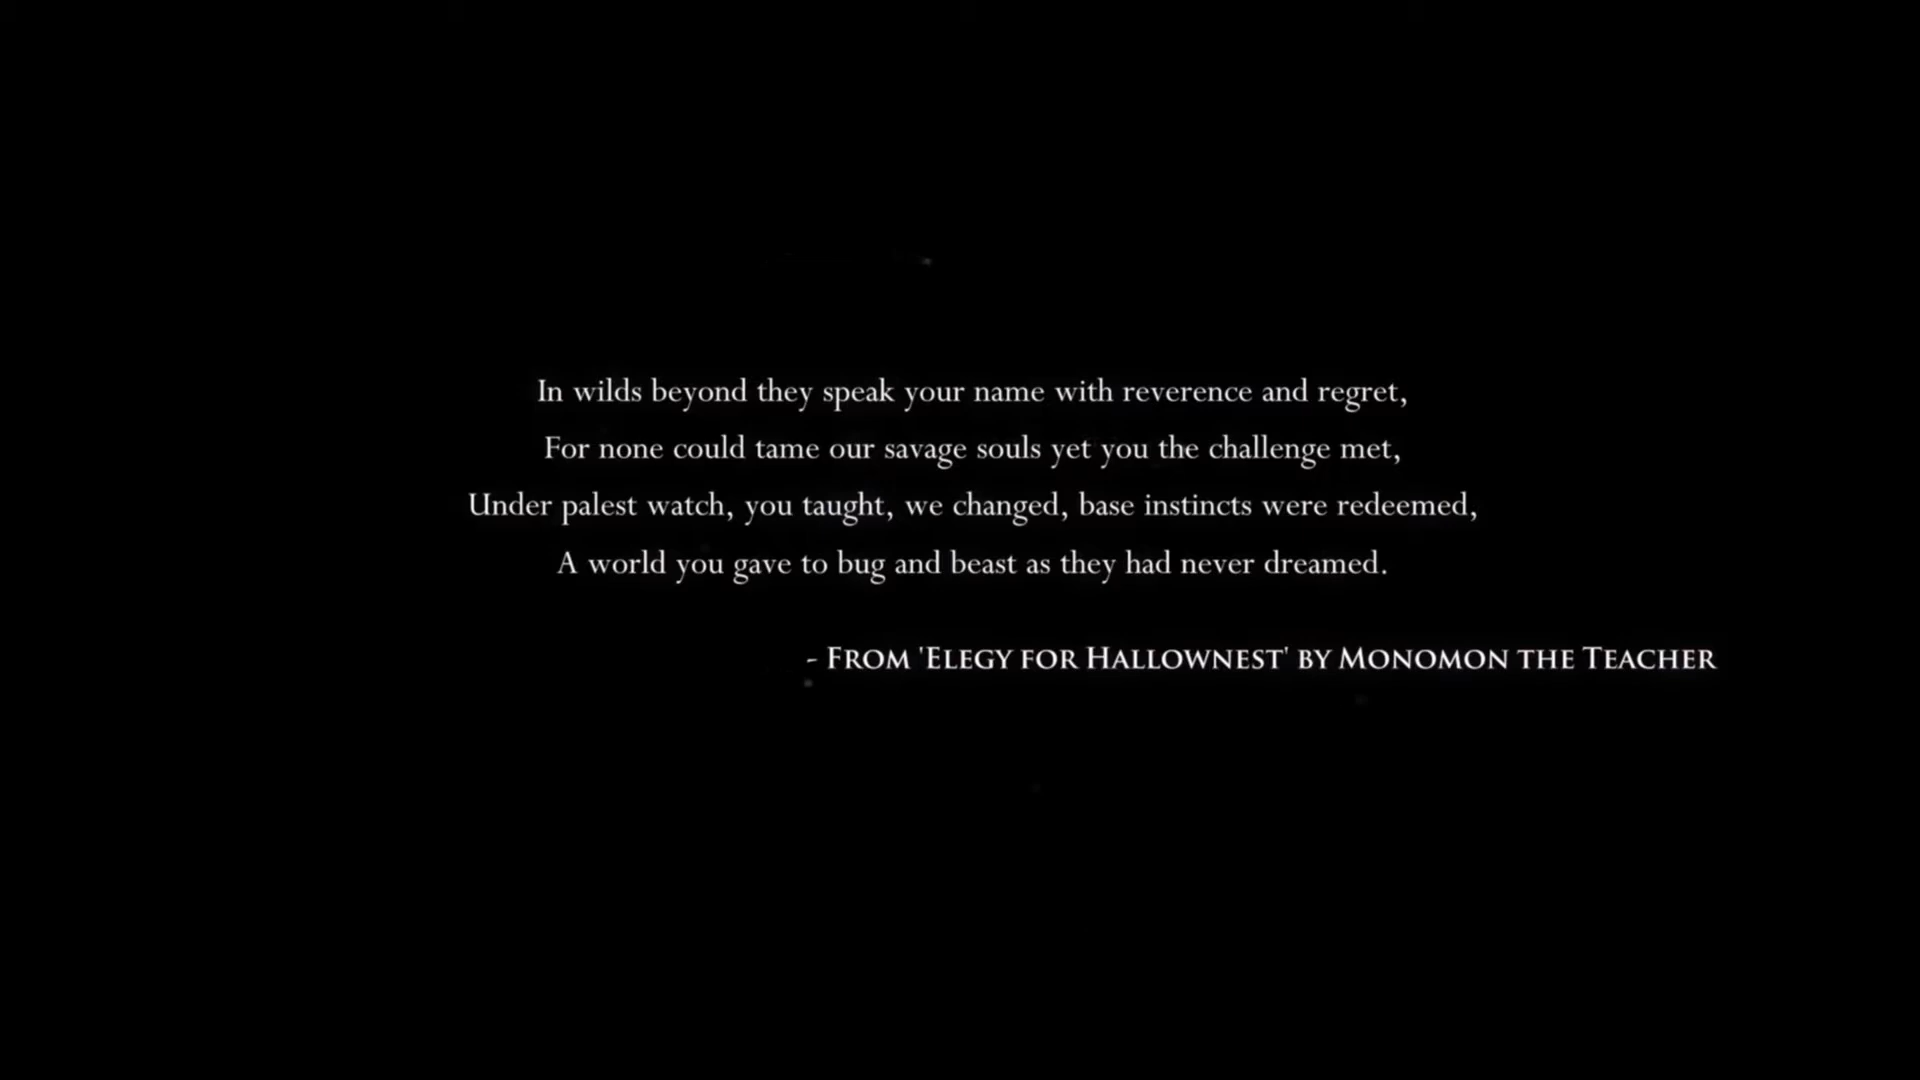 In wilds beyond they speak your name with reverence and regret,
For none could tame our savage souls yet you the challenge met,
Under palest watch, you taught, we changed, base instincts were redeemed,
A world you gave to bug and beast as they had never dreamed.
- From 'Elegy for Hallownest' by Monomon the Teacher